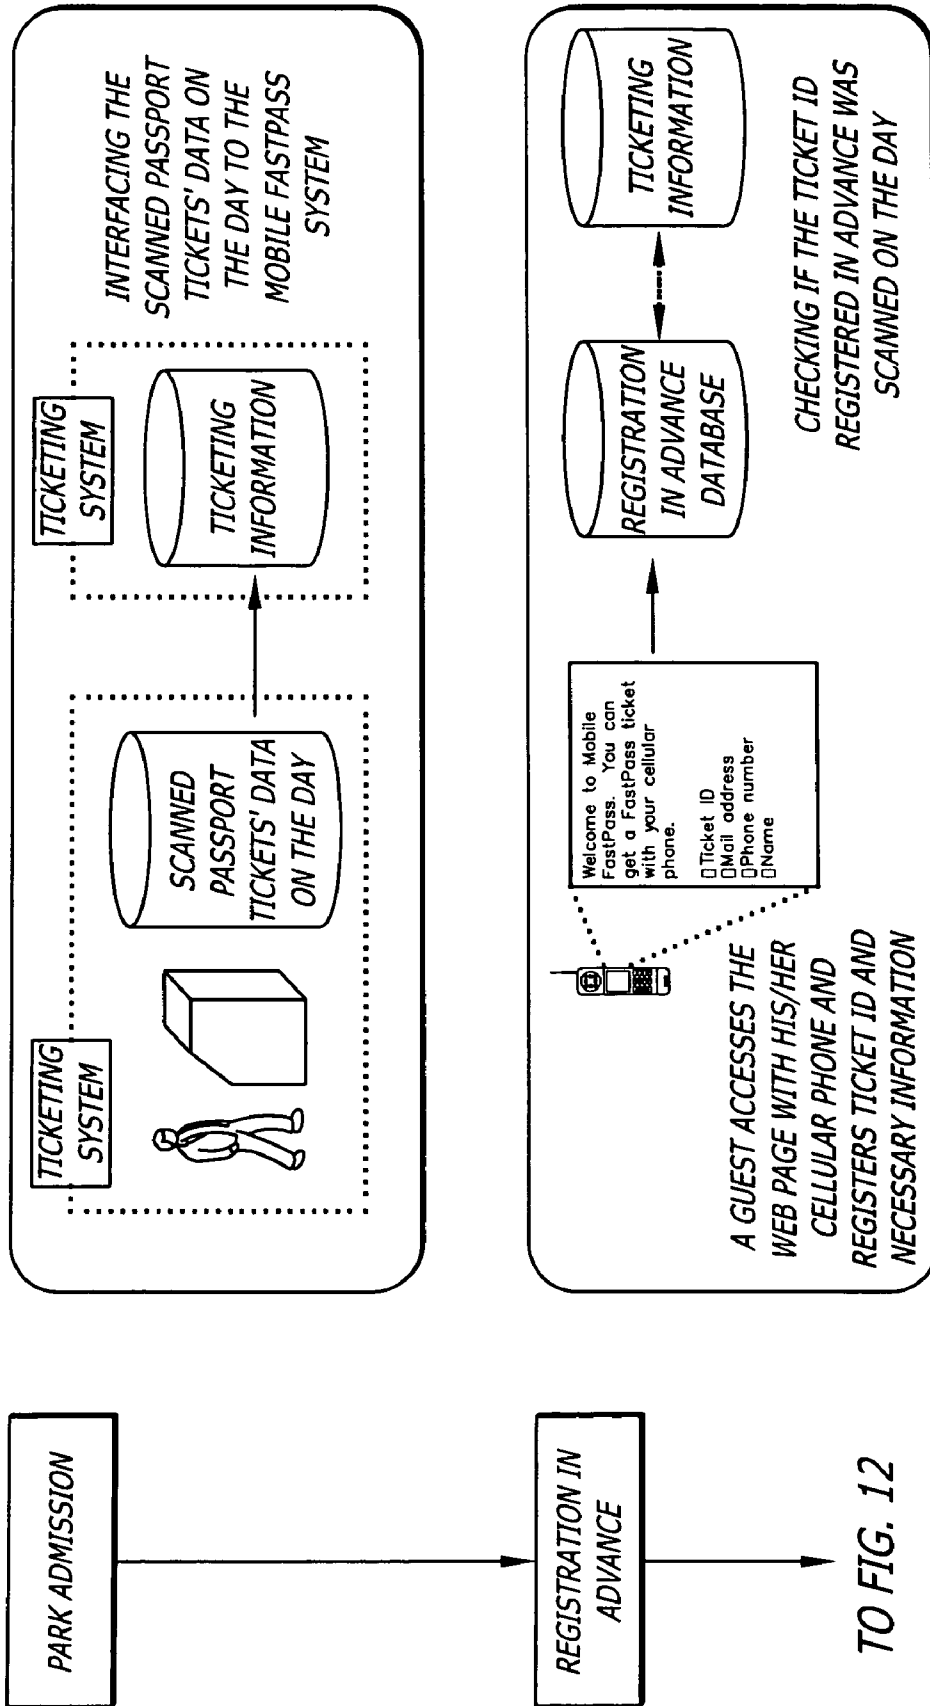 PARK ADMISSION
TICKETING
SYSTEM
SCANNED
PASSPORT
TICKETS' DATA
ON THE DAY
TICKETING
SYSTEM
TICKETING
INFORMATION
INTERFACING THE
SCANNED PASSPORT
TICKETS' DATA ON
THE DAY TO THE
MOBILE FASTPASS
SYSTEM
REGISTRATION IN
ADVANCE
A GUEST ACCESSES THE
WEB PAGE WITH HIS/HER
CELLULAR PHONE AND
REGISTERS TICKET ID AND
NECESSARY INFORMATION
Welcome to Mobile
FastPass. You can
get a FastPass ticket
with your cellular
phone.
▯Ticket ID
▯Mail address
▯Phone number
▯Name
REGISTRATION
IN ADVANCE
DATABASE
TICKETING
INFORMATION
CHECKING IF THE TICKET ID
REGISTERED IN ADVANCE WAS
SCANNED ON THE DAY
TO FIG. 12